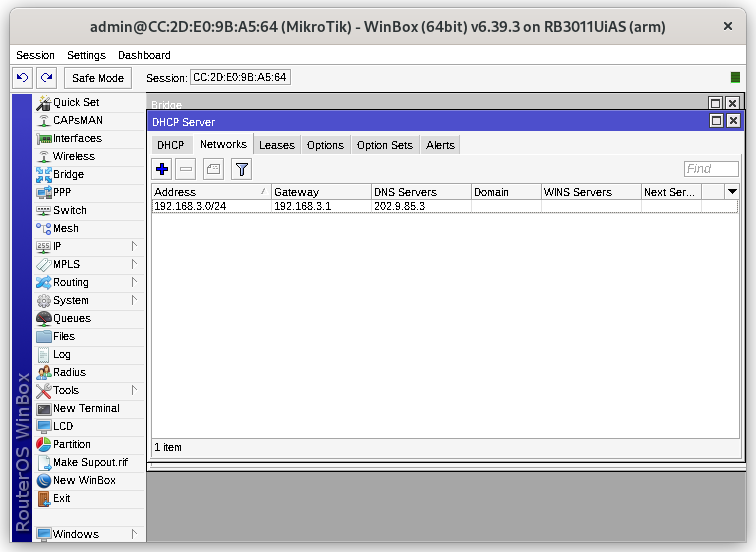 admin@CC:2D:E0:9B:A5:64 (MikroTik) - WinBox (64bit) v6.39.3 on RB3011UiAS (arm)
Session Settings Dashboard
Safe Mode Session: CC:2D:E0:9B:A5:64
Quick Set
CAPsMAN
Interfaces
Wireless
Bridge
PPP
Switch
Mesh
IP
MPLS
Routing
System
Queues
Files
Log
Radius
Tools
New Terminal
LCD
Partition
Make Supout.rif
New WinBox
Exit
Windows
RouterOS WinBox
Bridge
DHCP Server
DHCP Networks Leases Options Option Sets Alerts
Find
Address Gateway DNS Servers Domain WINS Servers Next Ser...
192.168.3.0/24 192.168.3.1 202.9.85.3
1 item